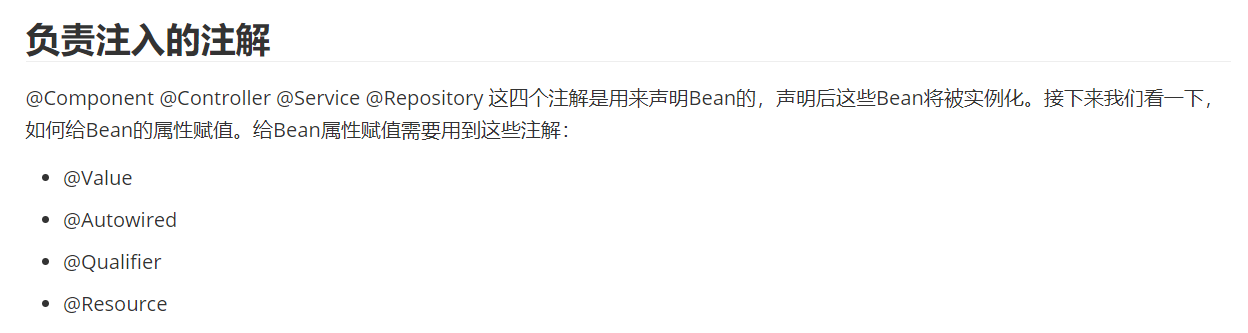 负责注入的注解
@Component @Controller @Service @Repository 这四个注解是用来声明Bean的，声明后这些Bean将被实例化。接下来我们看一下，
如何给Bean的属性赋值。给Bean属性赋值需要用到这些注解：
• @Value
• @Autowired
• @Qualifier
• @Resource